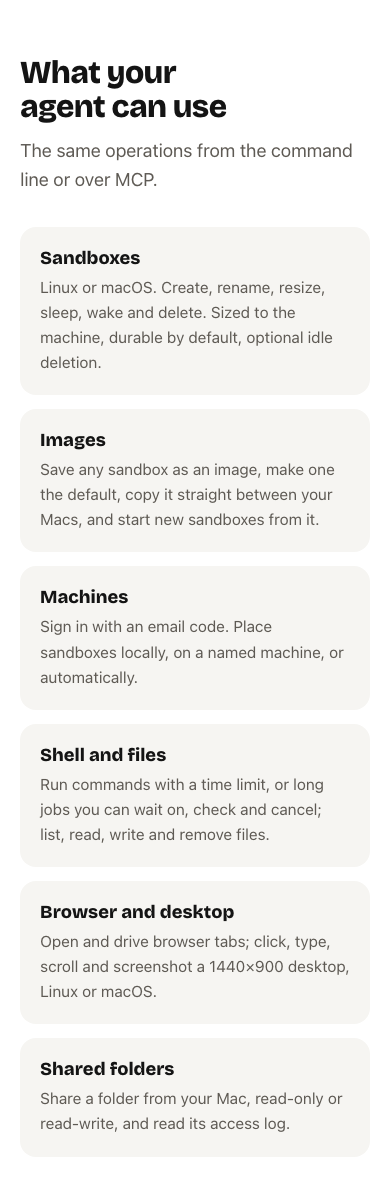 What your
agent can use
The same operations from the command
line or over MCP.
Sandboxes
Linux or macOS. Create, rename, resize,
sleep, wake and delete. Sized to the
machine, durable by default, optional idle
deletion.
Images
Save any sandbox as an image, make one
the default, copy it straight between your
Macs, and start new sandboxes from it.
Machines
Sign in with an email code. Place
sandboxes locally, on a named machine, or
automatically.
Shell and files
Run commands with a time limit, or long
jobs you can wait on, check and cancel;
list, read, write and remove files.
Browser and desktop
Open and drive browser tabs; click, type,
scroll and screenshot a 1440×900 desktop,
Linux or macOS.
Shared folders
Share a folder from your Mac, read-only or
read-write, and read its access log.